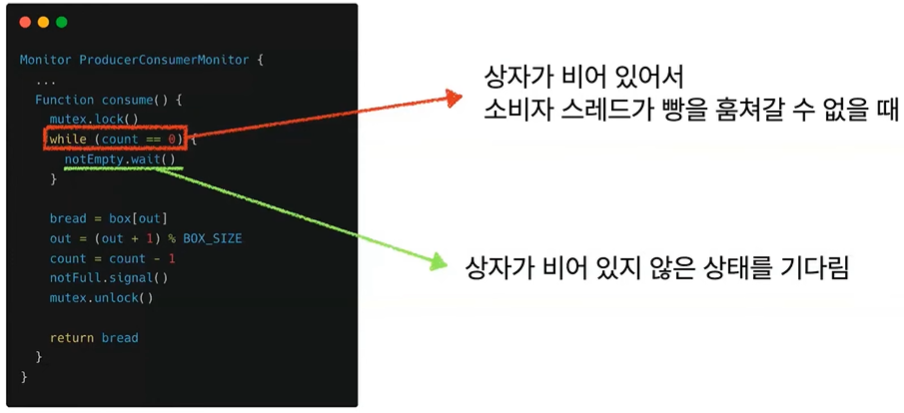 Monitor ProducerConsumerMonitor {
...
Function consume() {
mutex.lock()
while (count == 0) {
notEmpty.wait()
}
bread = box[out]
out = (out + 1) % BOX_SIZE
count = count - 1
notFull.signal()
mutex.unlock()
return bread
}
}
상자가 비어 있어서
소비자 스레드가 빵을 훔쳐갈 수 없을 때
상자가 비어 있지 않은 상태를 기다림